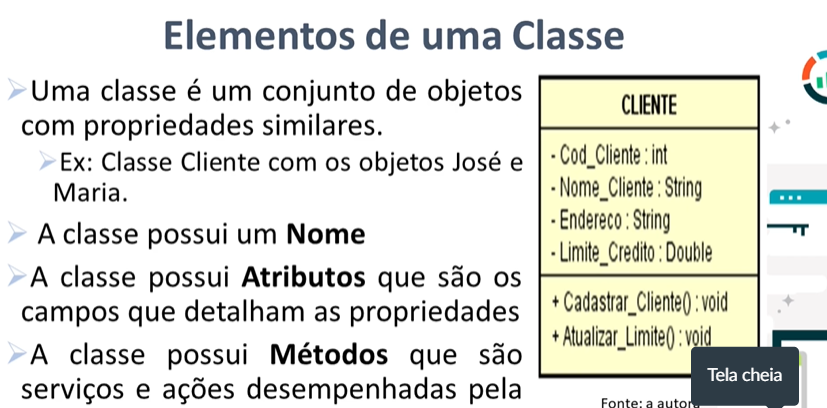 Elementos de uma Classe
Uma classe é um conjunto de objetos
com propriedades similares.
Ex: Classe Cliente com os objetos José e
Maria.
A classe possui um Nome
A classe possui Atributos que são os
campos que detalham as propriedades
A classe possui Métodos que são
serviços e ações desempenhadas pela
CLIENTE
- Cod_Cliente : int
- Nome_Cliente : String
- Endereco : String
- Limite_Credito : Double
+ Cadastrar_Cliente() : void
+ Atualizar_Limite() : void
Tela cheia
Fonte: a autora